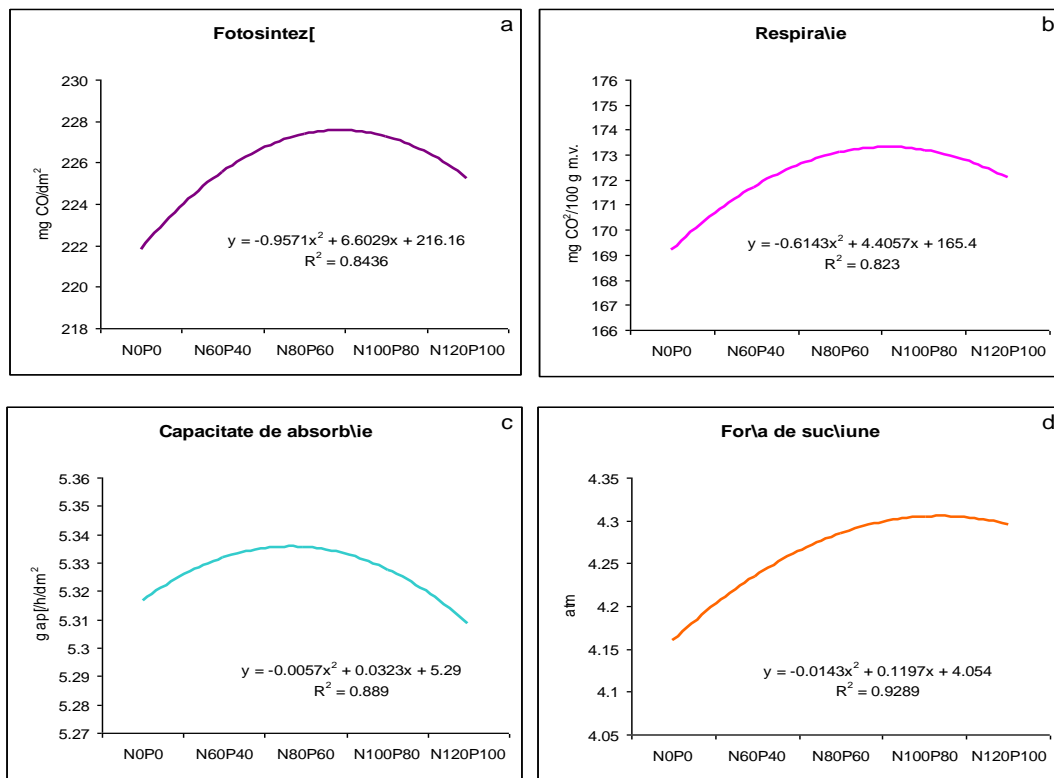 a
Fotosintez[
230
228
226
224
222
220
218
mg CO/dm²
y = -0.9571x² + 6.6029x + 216.16
R² = 0.8436
N0P0 N60P40 N80P60 N100P80 N120P100
b
Respira\ie
176
175
174
173
172
171
170
169
168
167
166
mg CO²/100 g m.v.
y = -0.6143x² + 4.4057x + 165.4
R² = 0.823
N0P0 N60P40 N80P60 N100P80 N120P100
c
Capacitate de absorb\ie
5.36
5.35
5.34
5.33
5.32
5.31
5.3
5.29
5.28
5.27
g ap[/h/dm²
y = -0.0057x² + 0.0323x + 5.29
R² = 0.889
N0P0 N60P40 N80P60 N100P80 N120P100
d
For\a de suc\iune
4.35
4.3
4.25
4.2
4.15
4.1
4.05
atm
y = -0.0143x² + 0.1197x + 4.054
R² = 0.9289
N0P0 N60P40 N80P60 N100P80 N120P100